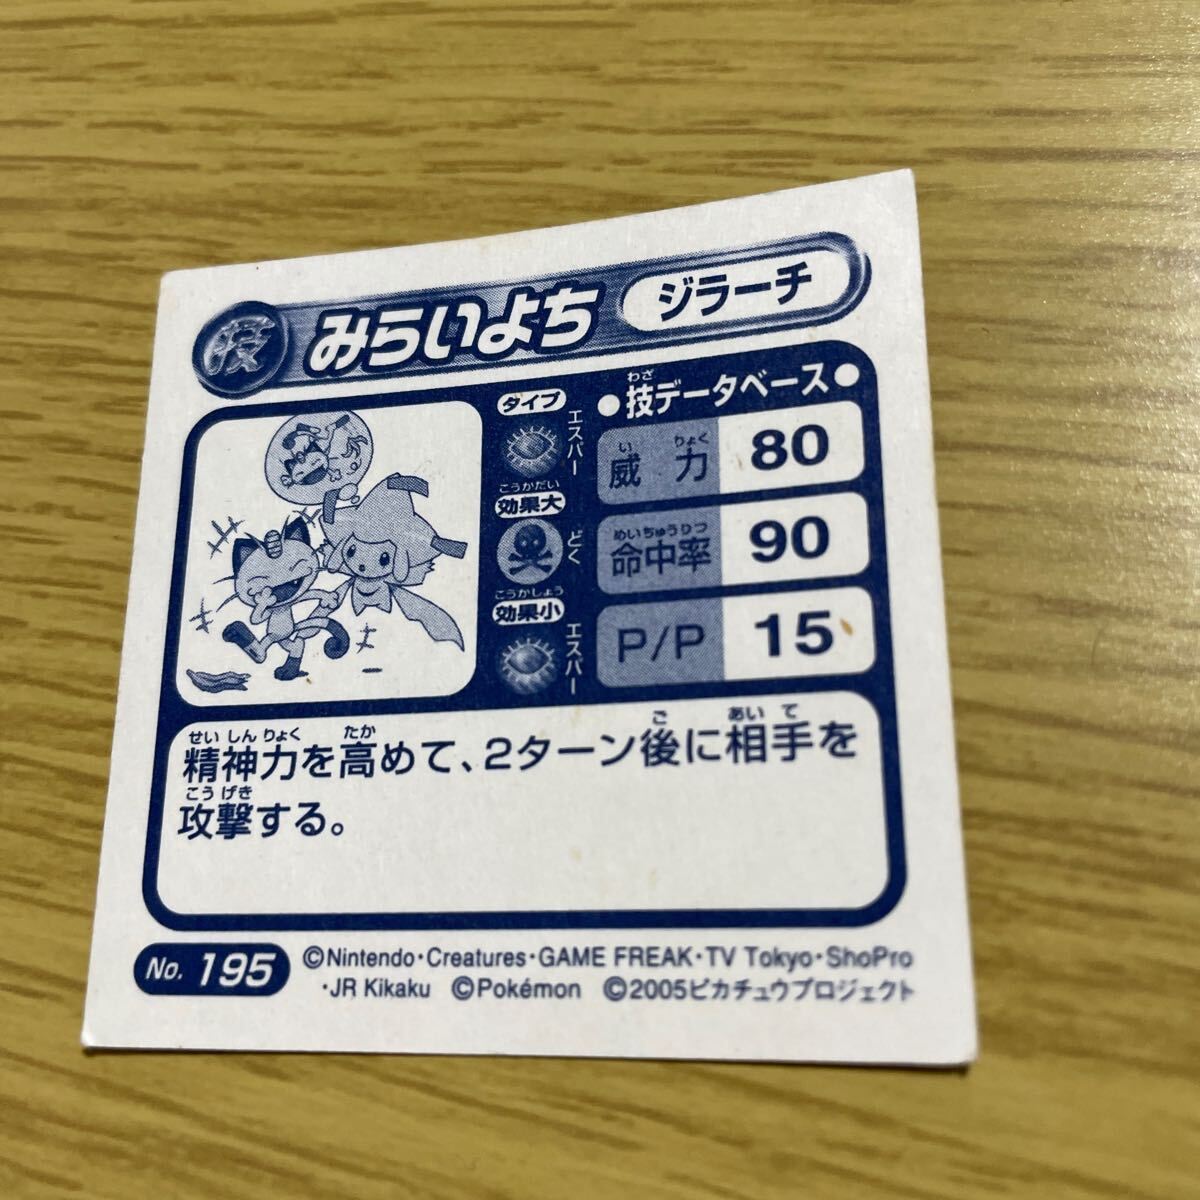 技 みらいよち ジラーチ
タイプ
エスパー
こうかだい
効果大
どく
こうかしょう
効果小
エスパー
わざ
●技データベース●
い りょく
威力 80
めいちゅうりつ
命中率 90
P/P 15
せいしんりょく たか ご あいて
精神力を高めて、2ターン後に相手を
こうげき
攻撃する。
No. 195
©Nintendo・Creatures・GAME FREAK・TV Tokyo・ShoPro
・JR Kikaku ©Pokémon ©2005ピカチュウプロジェクト